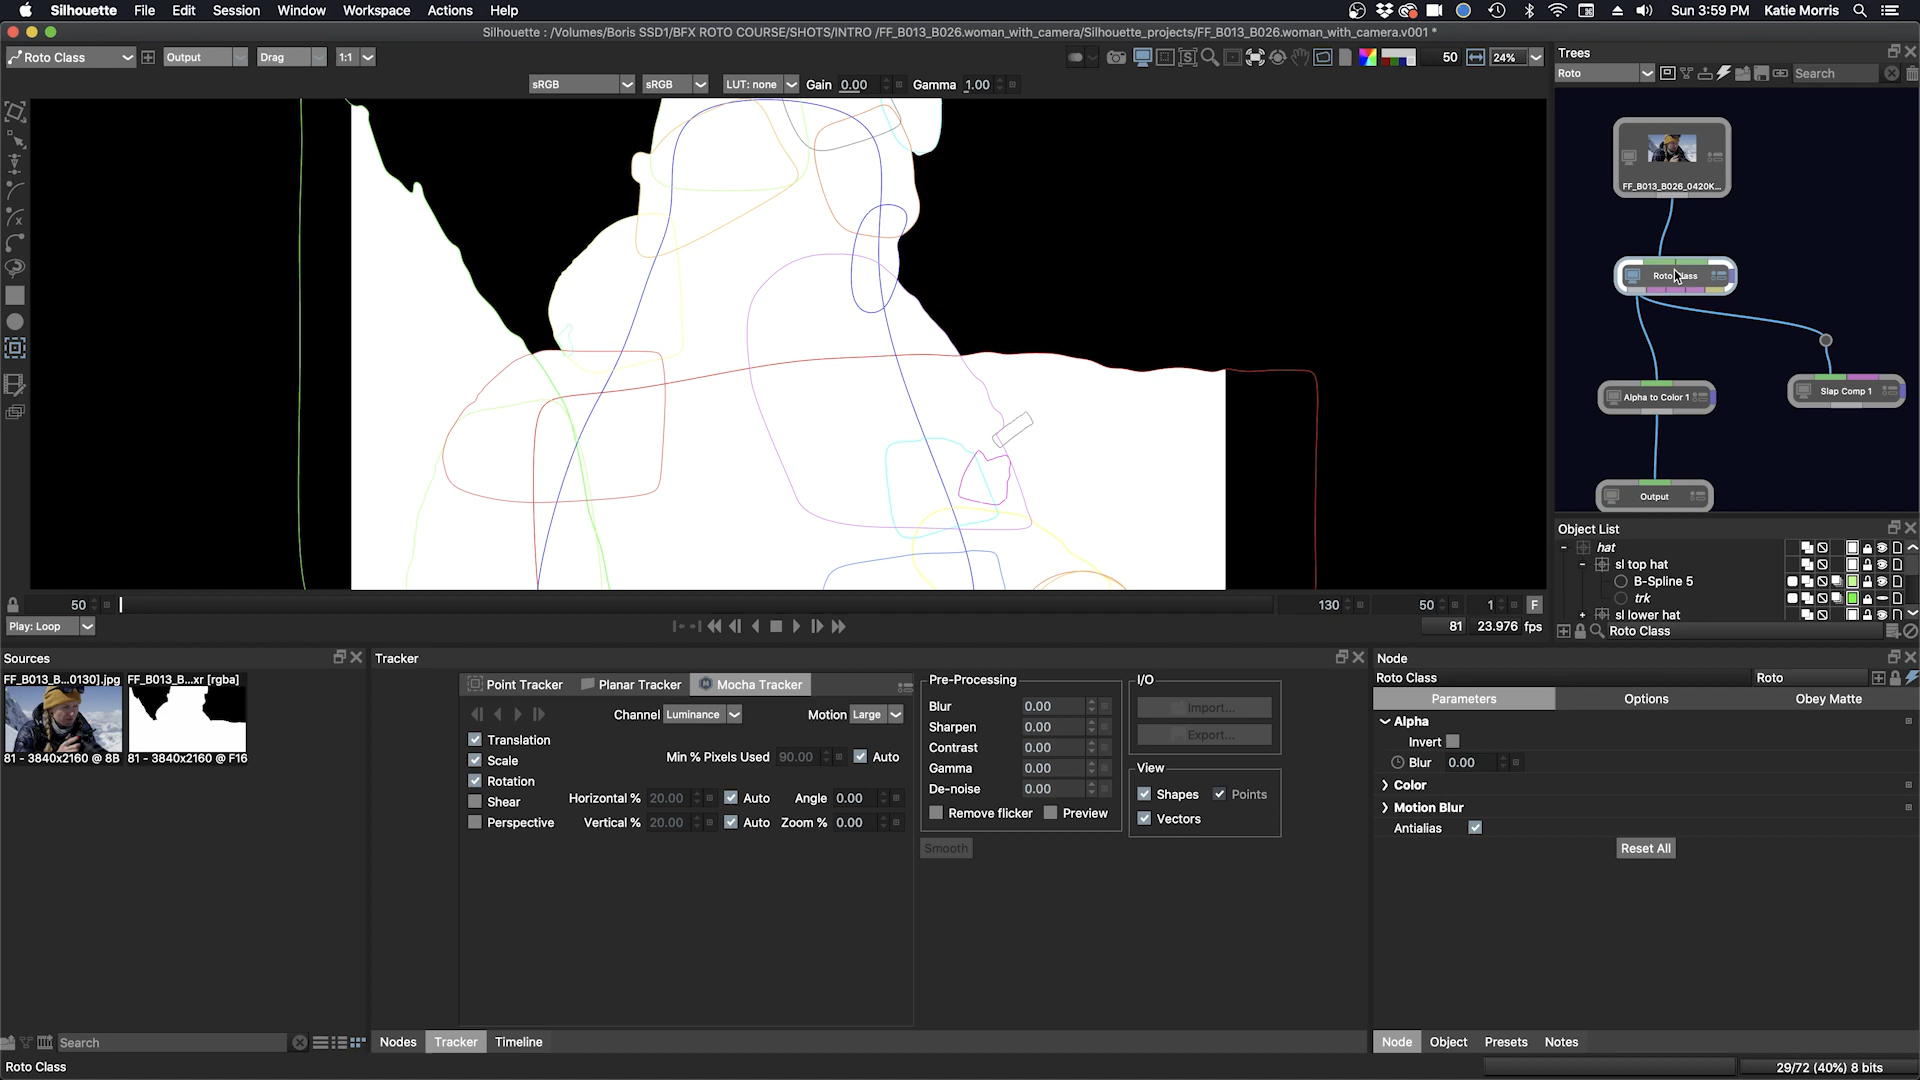 Silhouette File Edit Session Window Workspace Actions Help Sun 3:59 PM Katie Morris
Silhouette : /Volumes/Boris SSD1/BFX ROTO COURSE/SHOTS/INTRO /FF_B013_B026.woman_with_camera/Silhouette_projects/FF_B013_B026.woman_with_camera.v001 *
Roto Class Output Drag 1:1 50 24%
sRGB sRGB LUT: none Gain 0.00 Gamma 1.00
Trees
Roto Search
FF_B013_B026_0420K...
Roto Class
Alpha to Color 1
Slap Comp 1
Output
Object List
hat
sl top hat
B-Spline 5
trk
sl lower hat
Roto Class
50 130 50 1 F
Play: Loop 81 23.976 fps
Sources
FF_B013_B...0130].jpg FF_B013_B...xr [rgba]
81 - 3840x2160 @ 8B 81 - 3840x2160 @ F16
Search
Tracker
Point Tracker Planar Tracker Mocha Tracker
Channel Luminance Motion Large
Translation
Scale Min % Pixels Used 90.00 Auto
Rotation
Shear Horizontal % 20.00 Auto Angle 0.00
Perspective Vertical % 20.00 Auto Zoom % 0.00
Pre-Processing
Blur 0.00
Sharpen 0.00
Contrast 0.00
Gamma 0.00
De-noise 0.00
Remove flicker Preview
Smooth
I/O
Import...
Export...
View
Shapes Points
Vectors
Nodes Tracker Timeline
Node
Roto Class Roto
Parameters Options Obey Matte
Alpha
Invert
Blur 0.00
Color
Motion Blur
Antialias
Reset All
Node Object Presets Notes
Roto Class 29/72 (40%) 8 bits